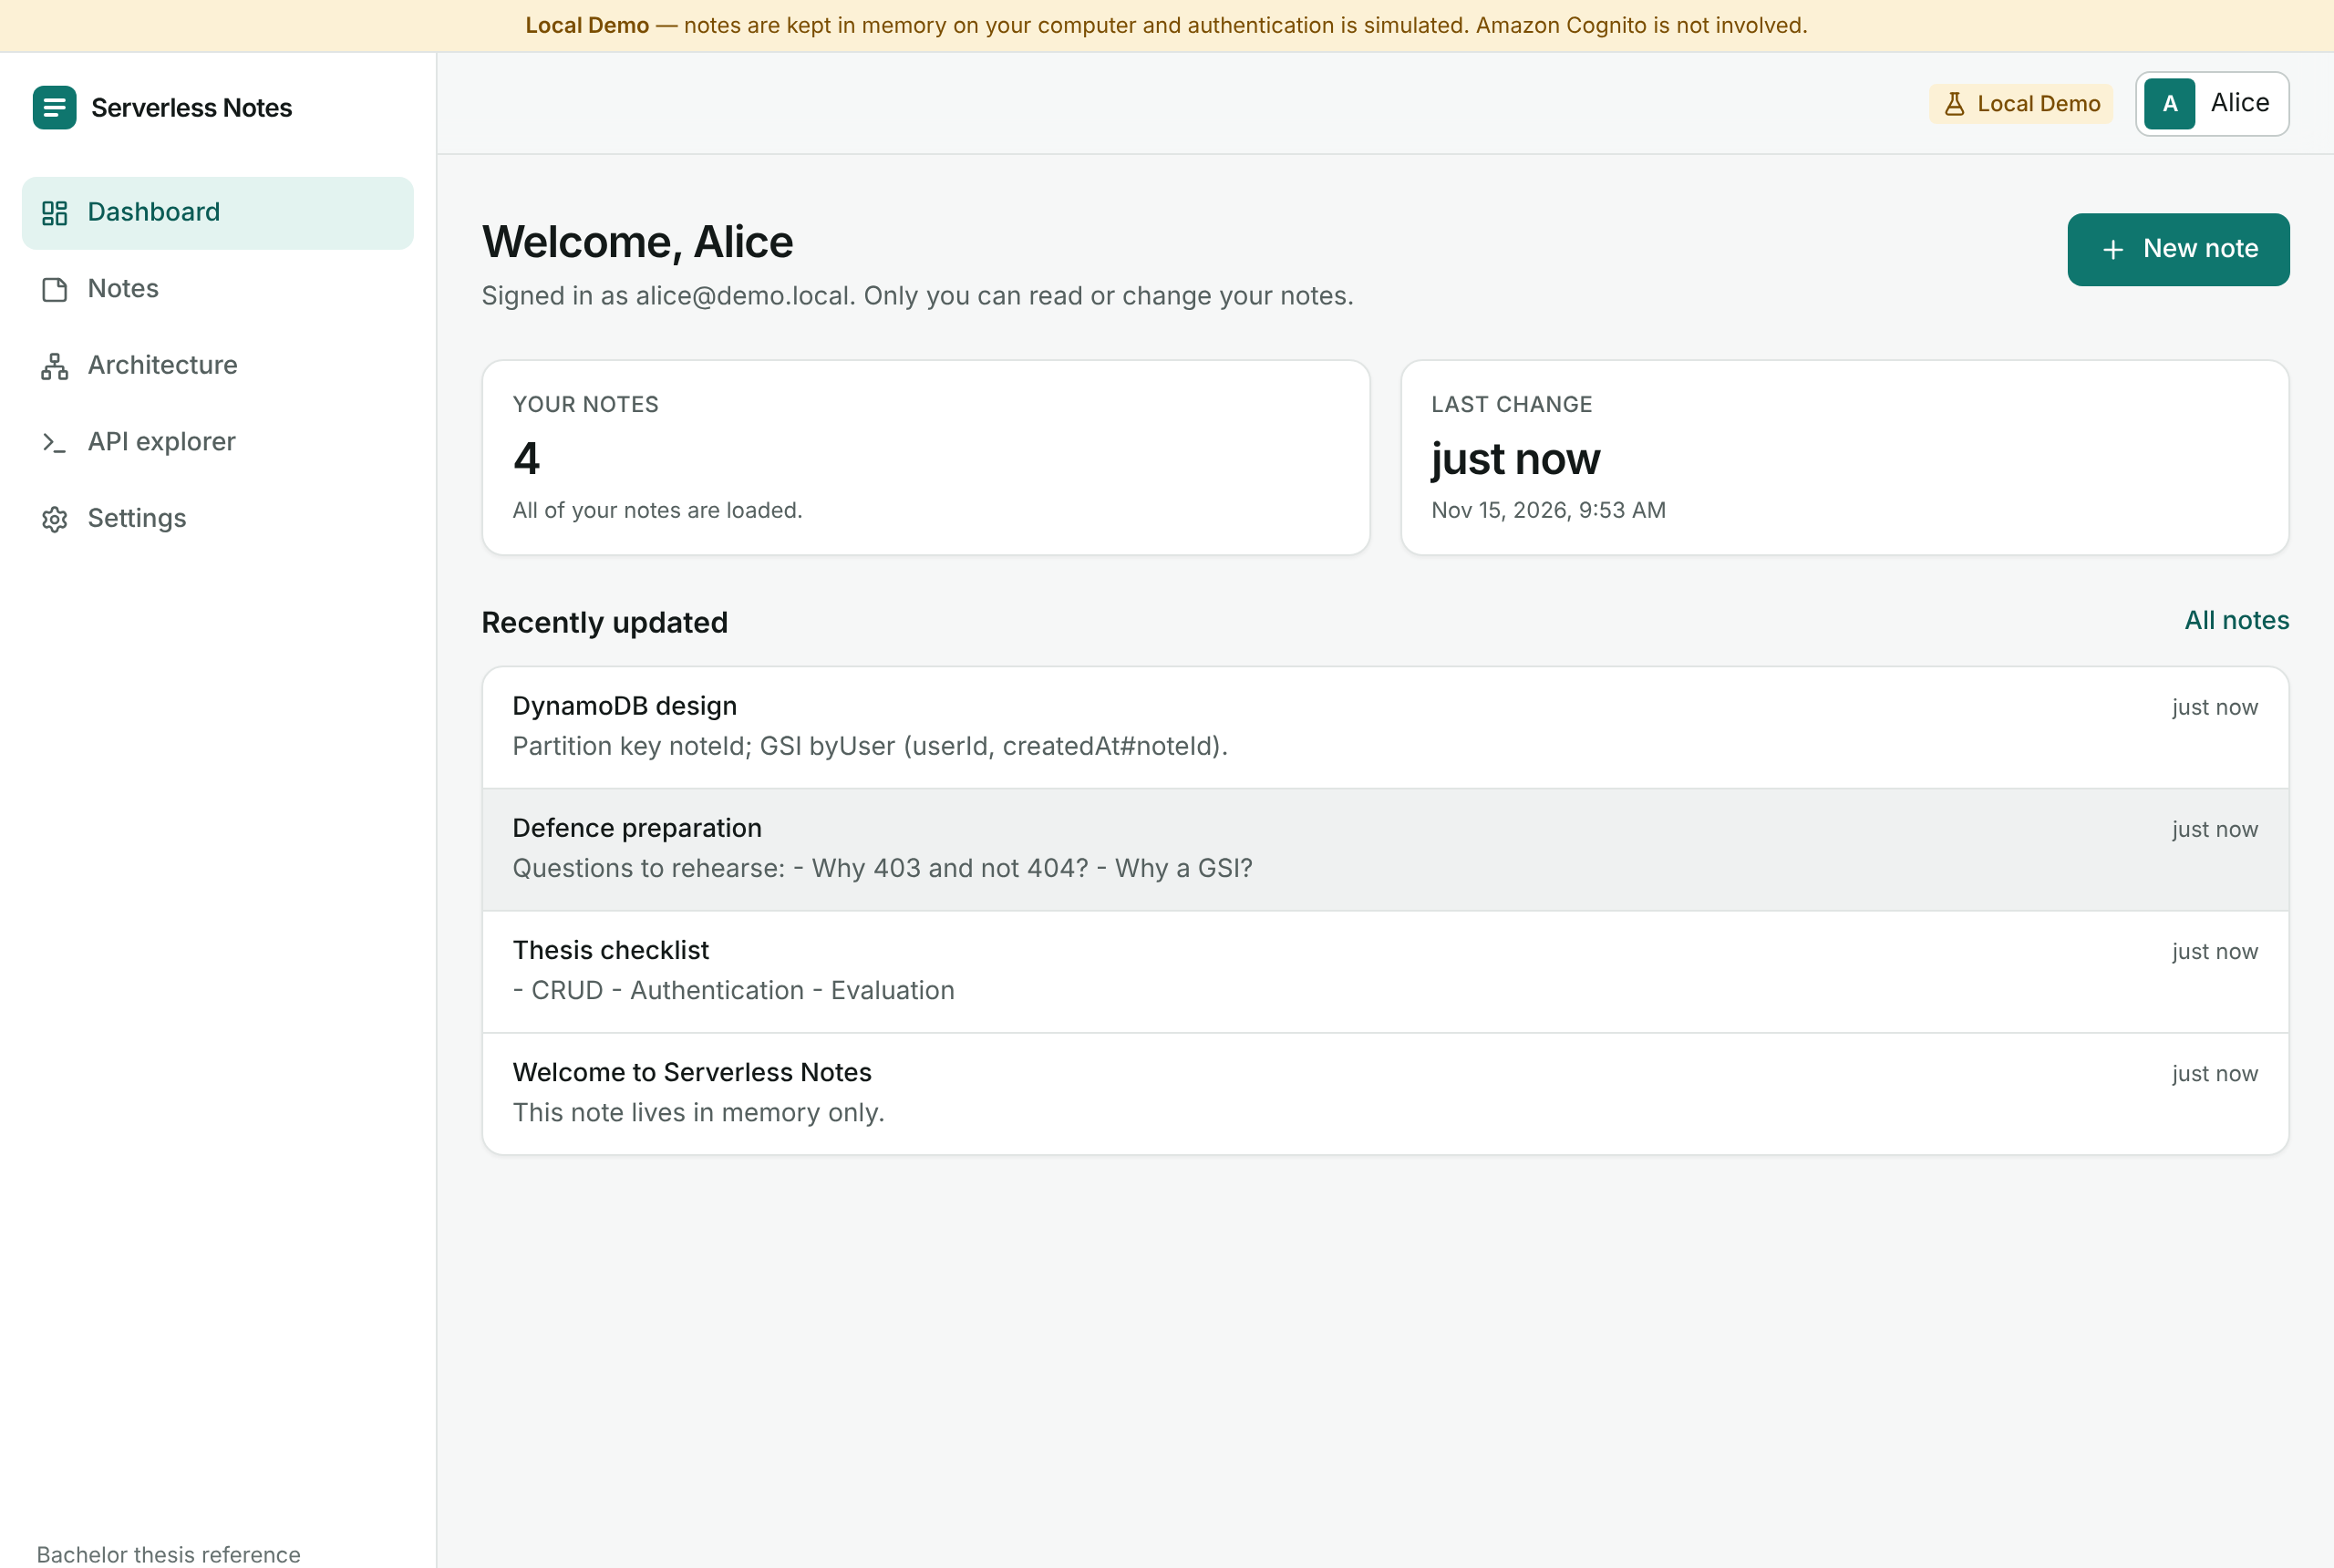 Local Demo — notes are kept in memory on your computer and authentication is simulated. Amazon Cognito is not involved.
Serverless Notes
Local Demo
A
Alice
Dashboard
Notes
Architecture
API explorer
Settings
Welcome, Alice
Signed in as alice@demo.local. Only you can read or change your notes.
New note
YOUR NOTES
4
All of your notes are loaded.
LAST CHANGE
just now
Nov 15, 2026, 9:53 AM
Recently updated
All notes
DynamoDB design
just now
Partition key noteId; GSI byUser (userId, createdAt#noteId).
Defence preparation
just now
Questions to rehearse: - Why 403 and not 404? - Why a GSI?
Thesis checklist
just now
- CRUD - Authentication - Evaluation
Welcome to Serverless Notes
just now
This note lives in memory only.
Bachelor thesis reference